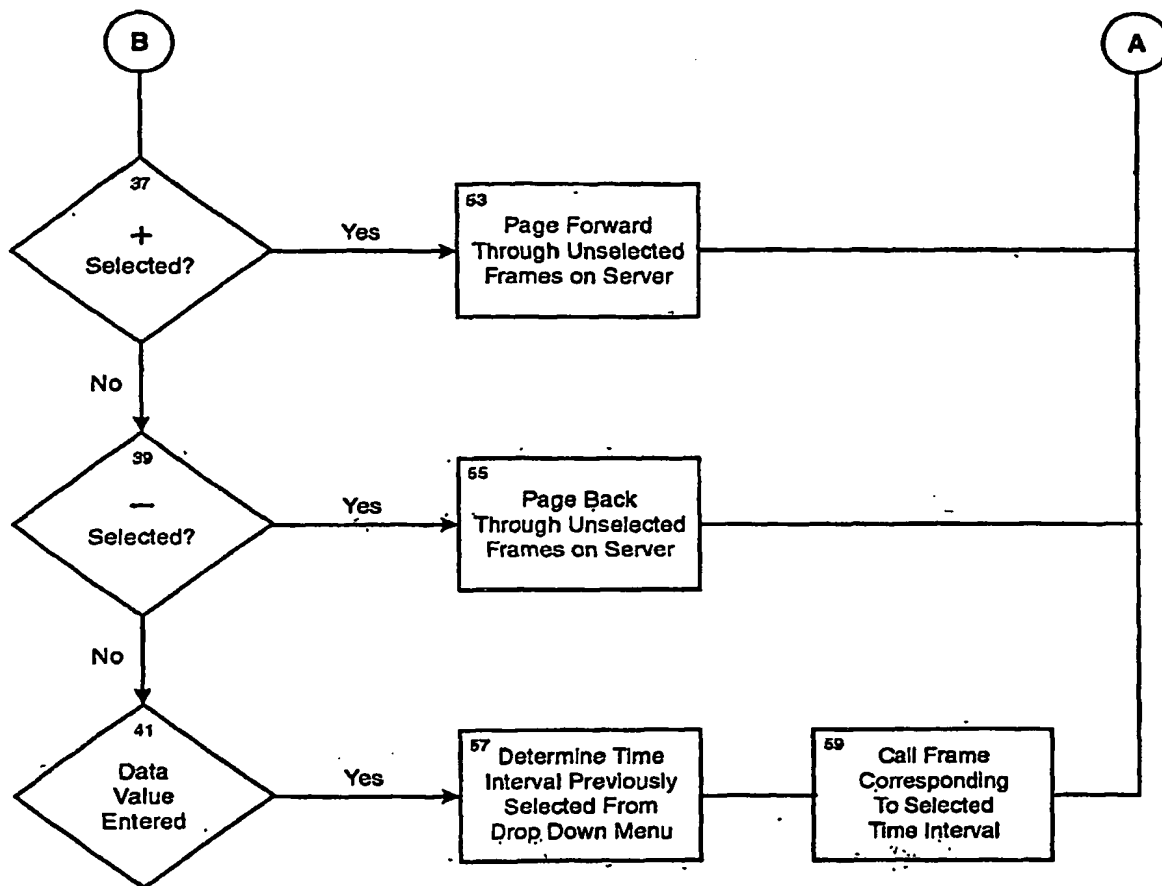 B
A
37
+
Selected?
Yes
53
Page Forward
Through Unselected
Frames on Server
No
39
−
Selected?
Yes
55
Page Back
Through Unselected
Frames on Server
No
41
Data
Value
Entered
Yes
57
Determine Time
Interval Previously
Selected From
Drop Down Menu
59
Call Frame
Corresponding
To Selected
Time Interval